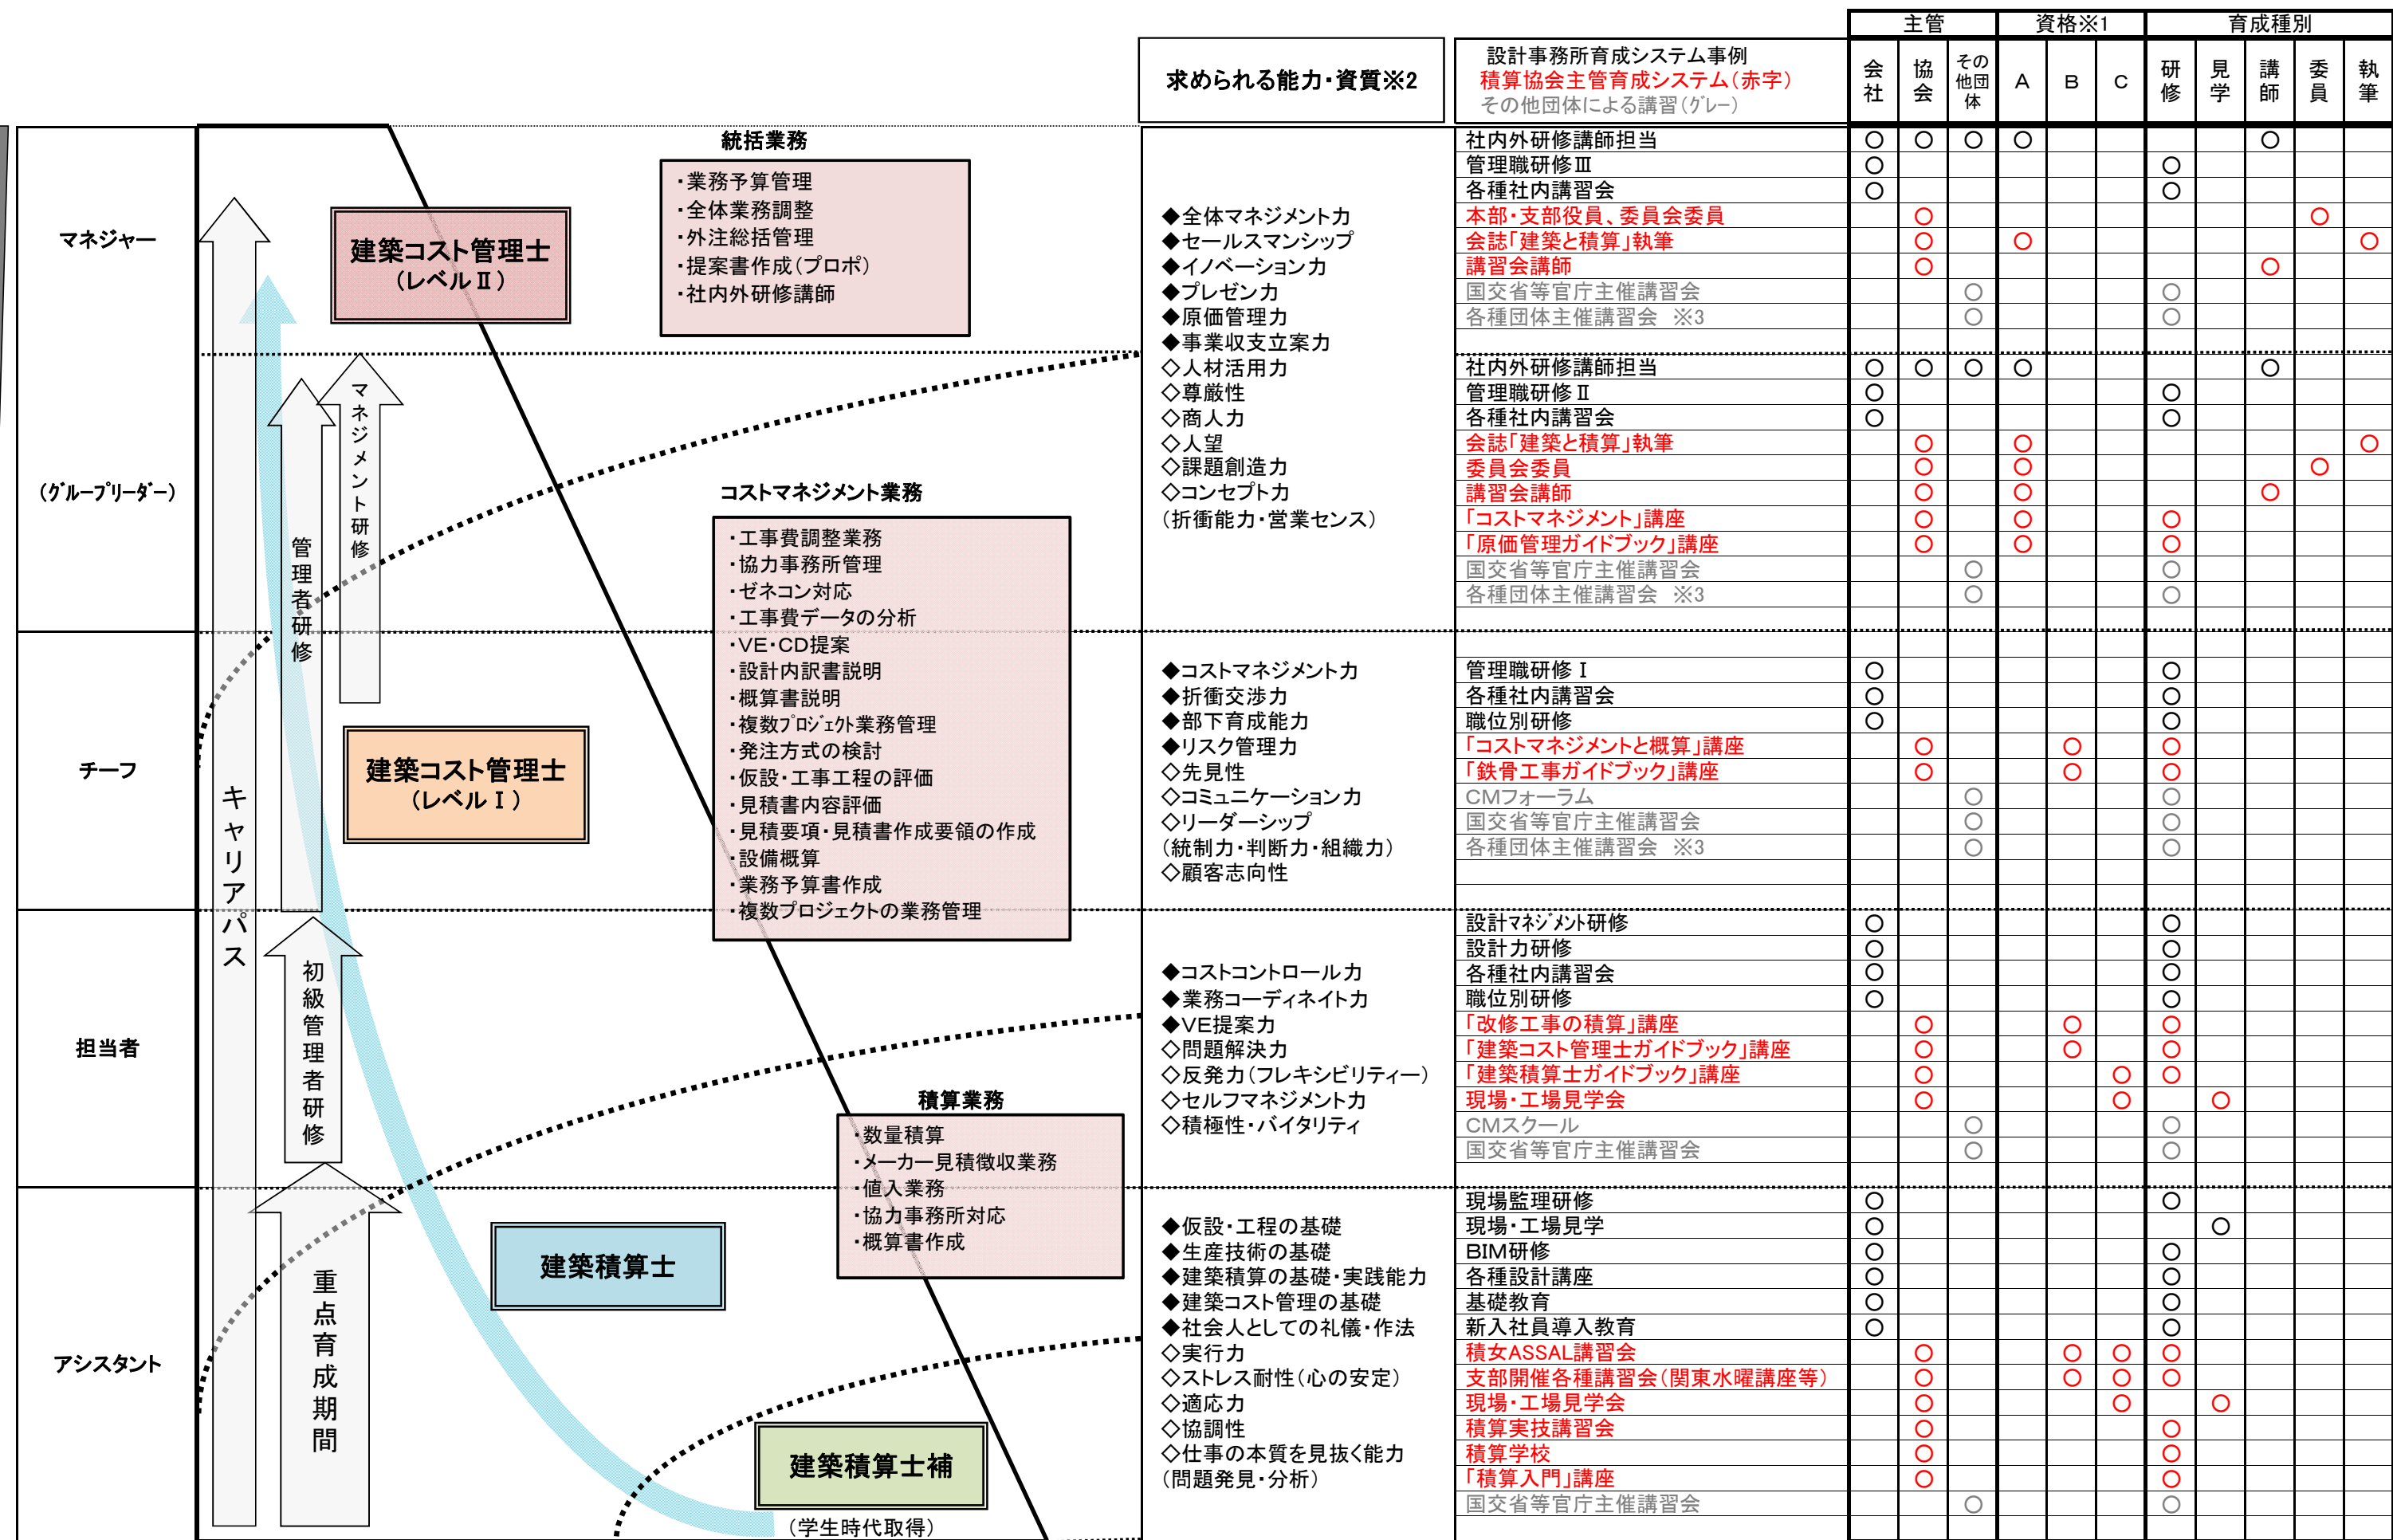 主管
資格※1
育成種別
求められる能力・資質※2
設計事務所育成システム事例
積算協会主管育成システム(赤字)
その他団体による講習(グレー)
会社
協会
その他団体
A
B
C
研修
見学
講師
委員
執筆
マネジャー
(グループリーダー)
チーフ
担当者
アシスタント
キャリアパス
マネジメント研修
管理者研修
初級管理者研修
重点育成期間
建築コスト管理士
(レベルⅡ)
建築コスト管理士
(レベルⅠ)
建築積算士
建築積算士補
(学生時代取得)
統括業務
・業務予算管理
・全体業務調整
・外注総括管理
・提案書作成(プロポ)
・社内外研修講師
コストマネジメント業務
・工事費調整業務
・協力事務所管理
・ゼネコン対応
・工事費データの分析
・VE・CD提案
・設計内訳書説明
・概算書説明
・複数プロジェクト業務管理
・発注方式の検討
・仮設・工事工程の評価
・見積書内容評価
・見積要項・見積書作成要領の作成
・設備概算
・業務予算書作成
・複数プロジェクトの業務管理
積算業務
・数量積算
・メーカー見積徴収業務
・値入業務
・協力事務所対応
・概算書作成
◆全体マネジメント力
◆セールスマンシップ
◆イノベーション力
◆プレゼン力
◆原価管理力
◆事業収支立案力
◇人材活用力
◇尊厳性
◇商人力
◇人望
◇課題創造力
◇コンセプト力
(折衝能力・営業センス)
◆コストマネジメント力
◆折衝交渉力
◆部下育成能力
◆リスク管理力
◇先見性
◇コミュニケーション力
◇リーダーシップ
(統制力・判断力・組織力)
◇顧客志向性
◆コストコントロール力
◆業務コーディネイト力
◆VE提案力
◇問題解決力
◇反発力(フレキシビリティー)
◇セルフマネジメント力
◇積極性・バイタリティ
◆仮設・工程の基礎
◆生産技術の基礎
◆建築積算の基礎・実践能力
◆建築コスト管理の基礎
◆社会人としての礼儀・作法
◇実行力
◇ストレス耐性(心の安定)
◇適応力
◇協調性
◇仕事の本質を見抜く能力
(問題発見・分析)
社内外研修講師担当 ○ ○ ○ ○ ○
管理職研修Ⅲ ○ ○
各種社内講習会 ○ ○
本部・支部役員、委員会委員 ○ ○
会誌「建築と積算」執筆 ○ ○ ○
講習会講師 ○ ○
国交省等官庁主催講習会 ○ ○
各種団体主催講習会 ※3 ○ ○
社内外研修講師担当 ○ ○ ○ ○ ○
管理職研修Ⅱ ○ ○
各種社内講習会 ○ ○
会誌「建築と積算」執筆 ○ ○ ○
委員会委員 ○ ○ ○
講習会講師 ○ ○ ○
「コストマネジメント」講座 ○ ○ ○
「原価管理ガイドブック」講座 ○ ○ ○
国交省等官庁主催講習会 ○ ○
各種団体主催講習会 ※3 ○ ○
管理職研修Ⅰ ○ ○
各種社内講習会 ○ ○
職位別研修 ○ ○
「コストマネジメントと概算」講座 ○ ○ ○
「鉄骨工事ガイドブック」講座 ○ ○ ○
CMフォーラム ○ ○
国交省等官庁主催講習会 ○ ○
各種団体主催講習会 ※3 ○ ○
設計マネジメント研修 ○ ○
設計力研修 ○ ○
各種社内講習会 ○ ○
職位別研修 ○ ○
「改修工事の積算」講座 ○ ○ ○
「建築コスト管理士ガイドブック」講座 ○ ○ ○
「建築積算士ガイドブック」講座 ○ ○ ○
現場・工場見学会 ○ ○ ○
CMスクール ○ ○
国交省等官庁主催講習会 ○ ○
現場監理研修 ○ ○
現場・工場見学 ○ ○
BIM研修 ○ ○
各種設計講座 ○ ○
基礎教育 ○ ○
新入社員導入教育 ○ ○
積女ASSAL講習会 ○ ○ ○ ○
支部開催各種講習会(関東水曜講座等) ○ ○ ○ ○
現場・工場見学会 ○ ○ ○
積算実技講習会 ○ ○
積算学校 ○ ○
「積算入門」講座 ○ ○
国交省等官庁主催講習会 ○ ○